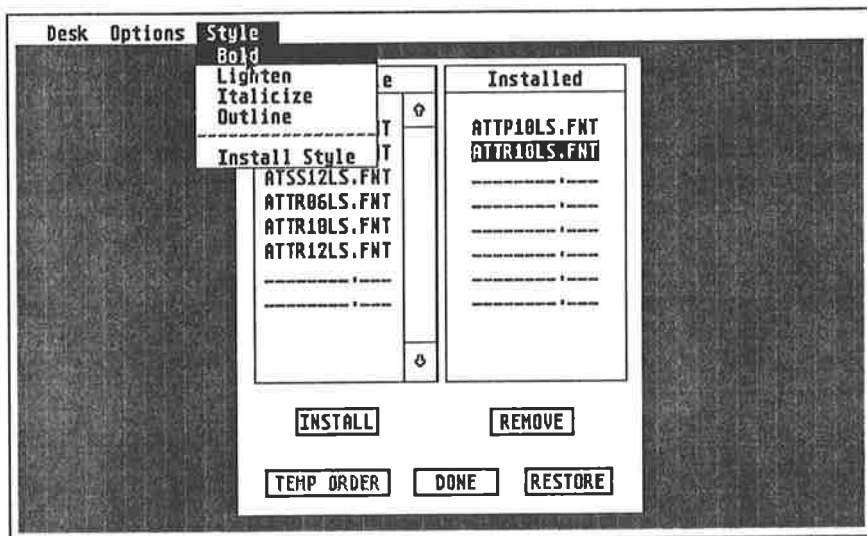 Desk Options Style
Bold
Lighten
Italicize
Outline
Install Style
Installed
ATSS12LS.FNT
ATTR06LS.FNT
ATTR10LS.FNT
ATTR12LS.FNT
ATTP10LS.FNT
ATTR10LS.FNT
INSTALL
REMOVE
TEMP ORDER
DONE
RESTORE